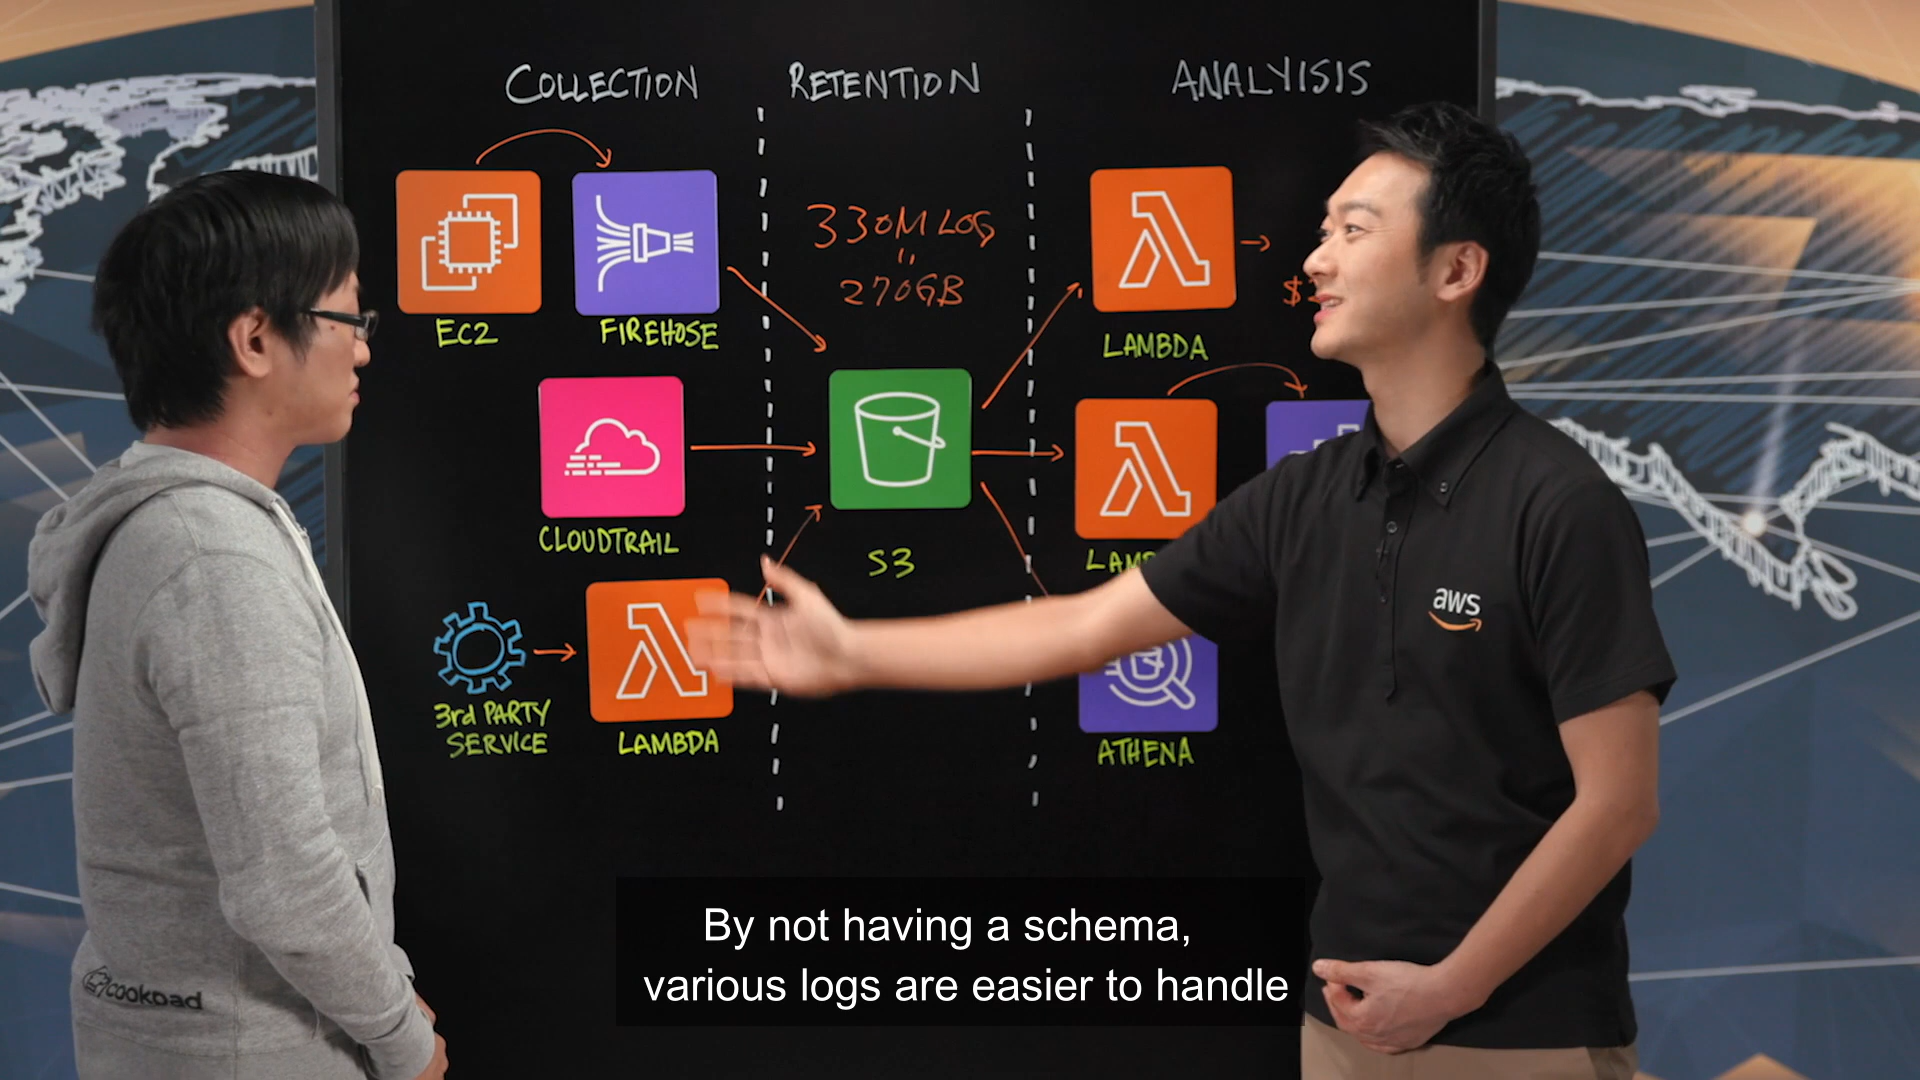 COLLECTION
RETENTION
ANALYISIS
330M LOG
270GB
EC2
FIREHOSE
LAMBDA
$
CLOUDTRAIL
S3
aws
3rd PARTY
SERVICE
LAMBDA
ATHENA
By not having a schema,
various logs are easier to handle
cookpad